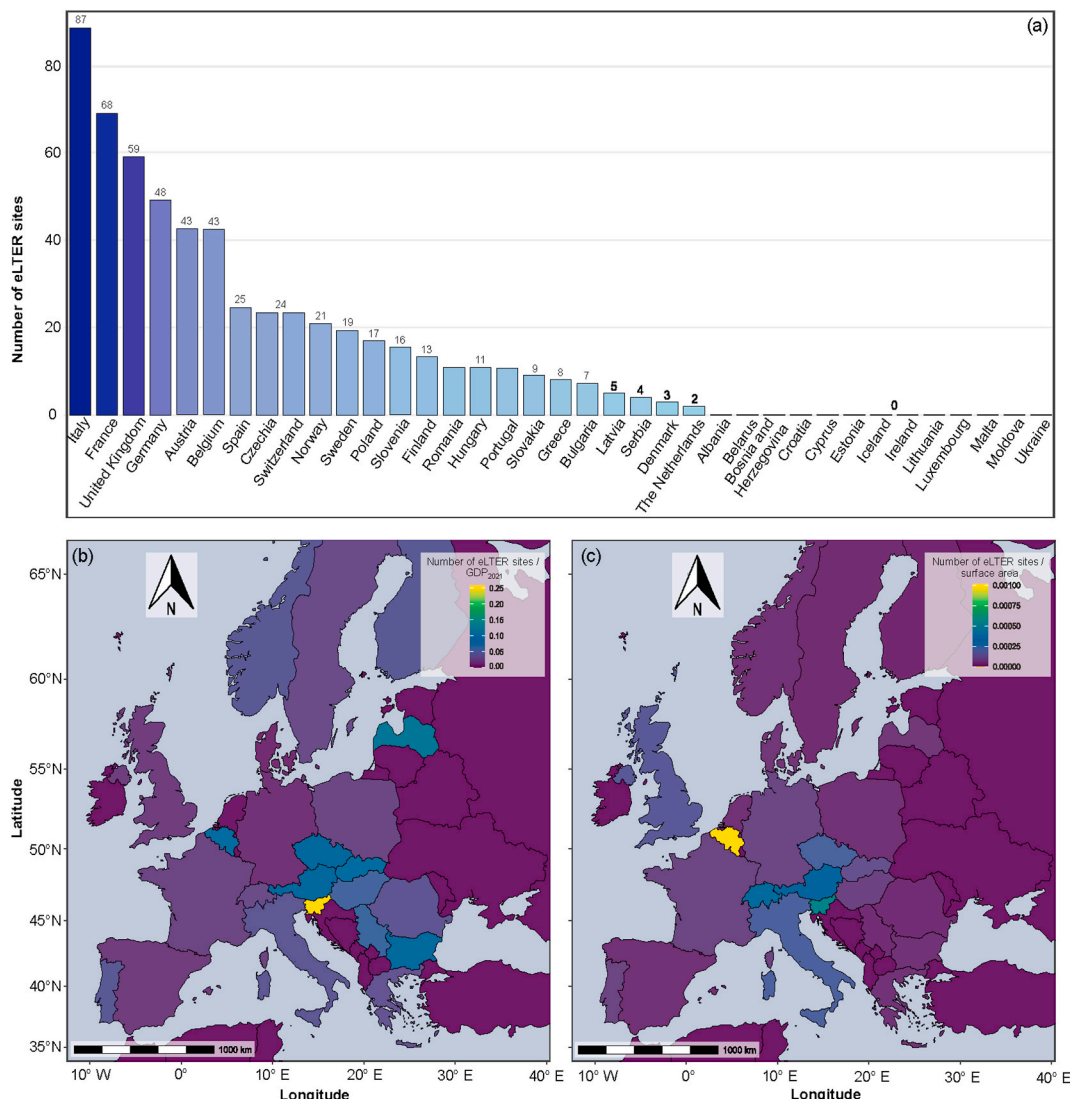 (a)
Number of eLTER sites
80
60
40
20
0
87
68
59
48
43
43
25
24
21
19
17
16
13
11
9
8
7
5
4
3
2
0
Italy
France
United Kingdom
Germany
Austria
Belgium
Spain
Czechia
Switzerland
Norway
Sweden
Poland
Slovenia
Finland
Romania
Hungary
Portugal
Slovakia
Greece
Bulgaria
Latvia
Serbia
Denmark
The Netherlands
Albania
Belarus
Bosnia and
Herzegovina
Croatia
Cyprus
Estonia
Iceland
Ireland
Lithuania
Luxembourg
Malta
Moldova
Ukraine
(b)
N
Number of eLTER sites /
GDP2021
0.25
0.20
0.15
0.10
0.05
0.00
Latitude
65°N
60°N
55°N
50°N
45°N
40°N
35°N
1000 km
10° W
0°
10° E
20° E
30° E
40° E
Longitude
(c)
N
Number of eLTER sites /
surface area
0.00100
0.00075
0.00050
0.00025
0.00000
1000 km
10° W
0°
10° E
20° E
30° E
40° E
Longitude